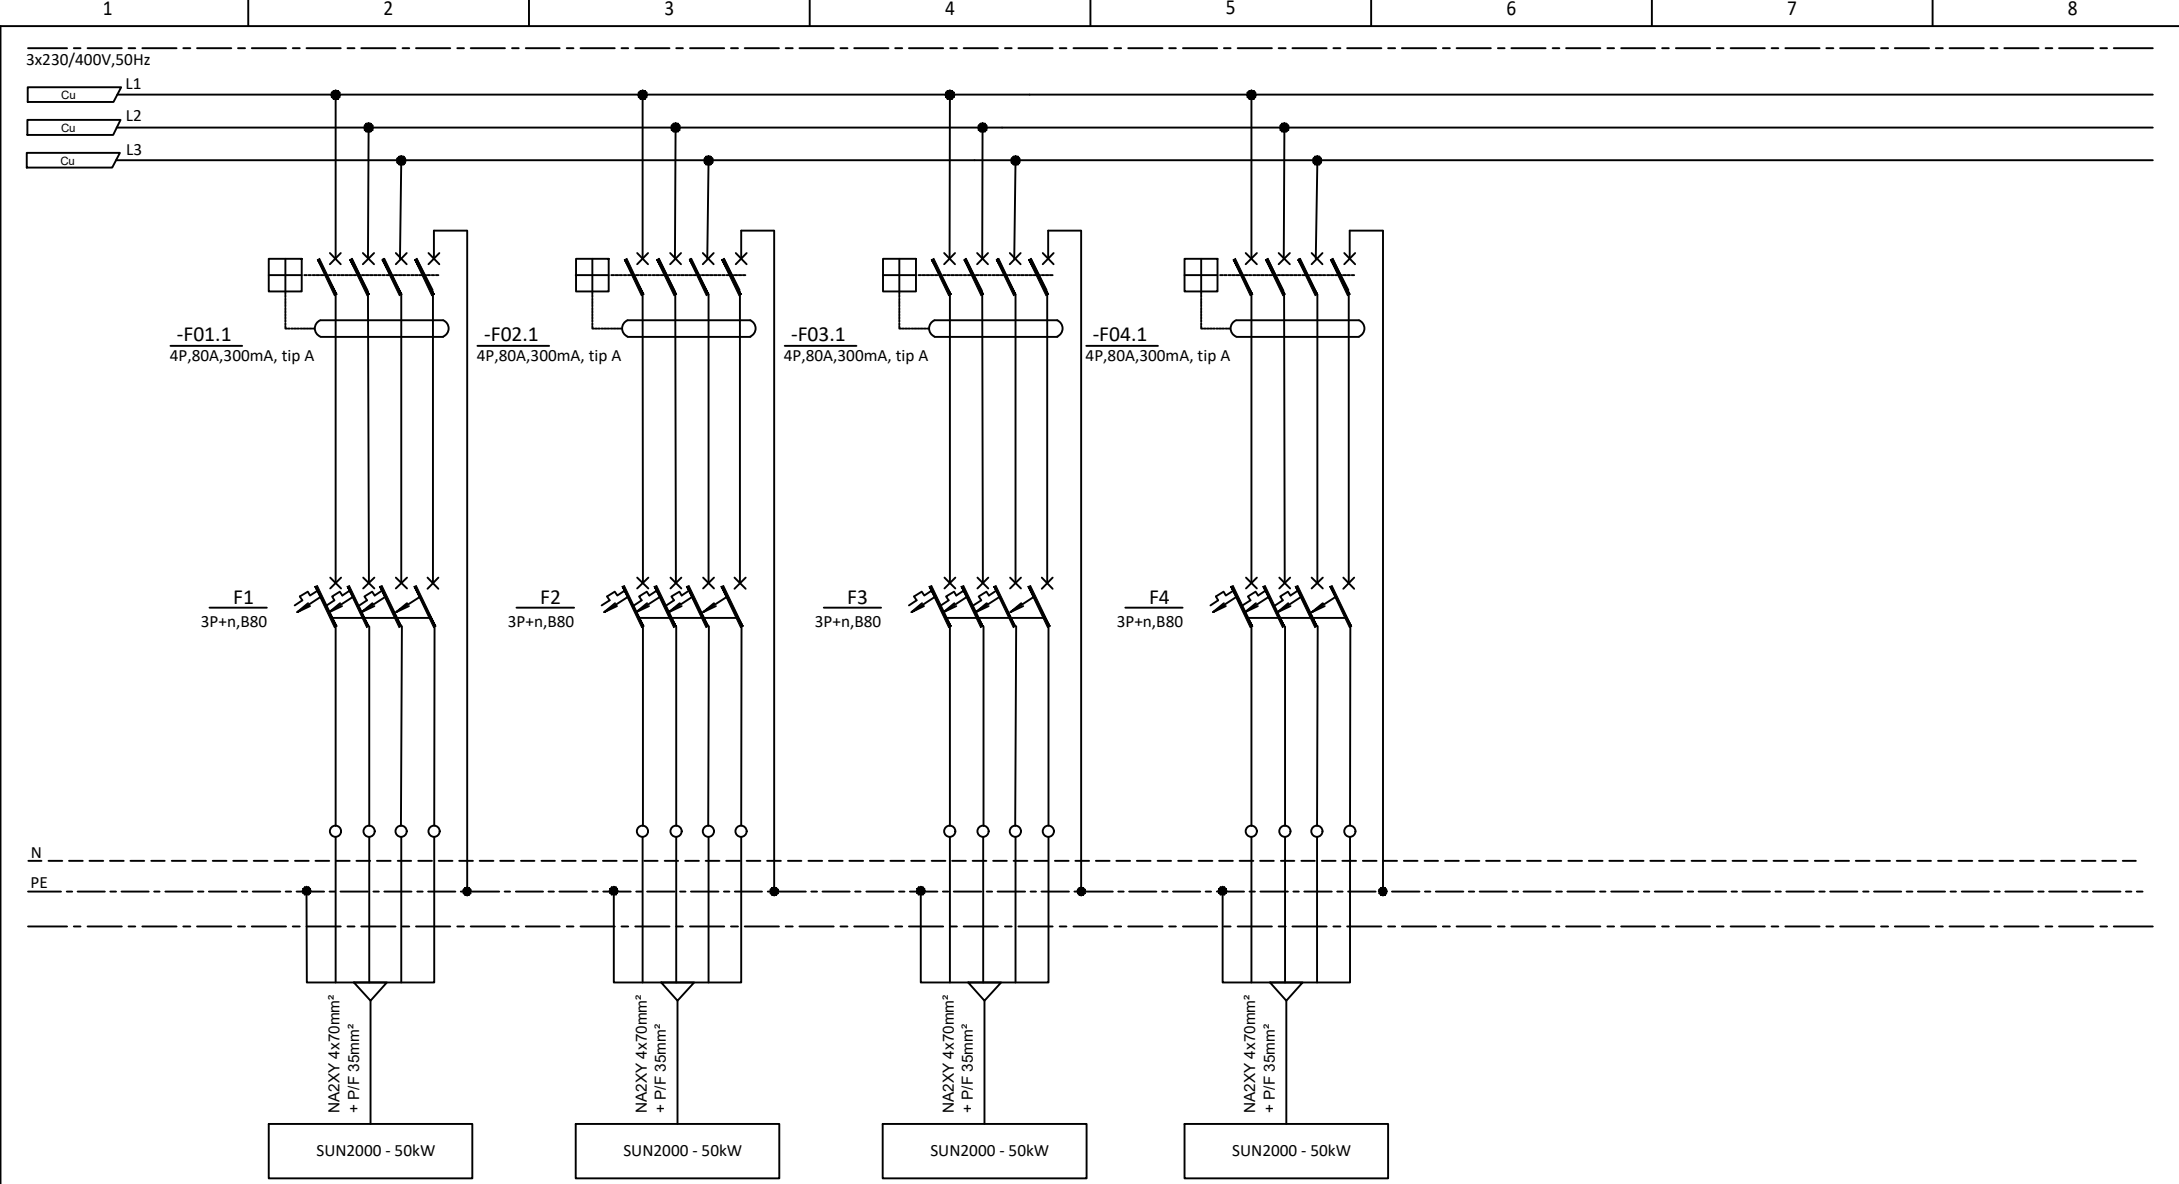 1 2 3 4 5 6 7 8
3x230/400V,50Hz
Cu L1
Cu L2
Cu L3
-F01.1 -F02.1 -F03.1 -F04.1
4P,80A,300mA, tip A 4P,80A,300mA, tip A 4P,80A,300mA, tip A 4P,80A,300mA, tip A
F1 F2 F3 F4
3P+n,B80 3P+n,B80 3P+n,B80 3P+n,B80
N
PE
NA2XY 4x70mm²
+ P/F 35mm²
NA2XY 4x70mm²
+ P/F 35mm²
NA2XY 4x70mm²
+ P/F 35mm²
NA2XY 4x70mm²
+ P/F 35mm²
SUN2000 - 50kW SUN2000 - 50kW SUN2000 - 50kW SUN2000 - 50kW